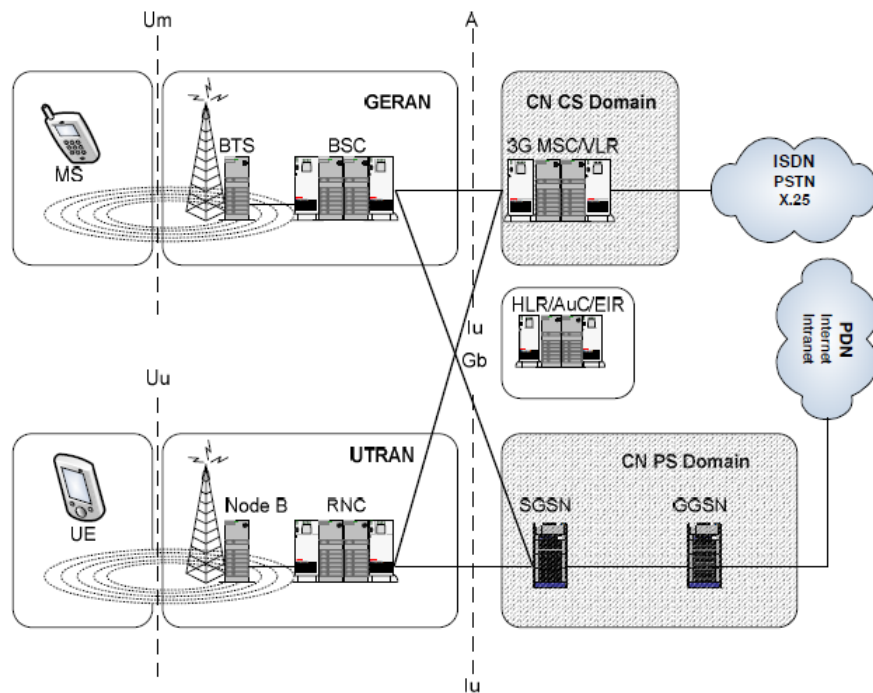 Um
A
GERAN
CN CS Domain
BTS
BSC
3G MSC/VLR
MS
ISDN
PSTN
X.25
HLR/AuC/EIR
Iu
Gb
PDN
Internet
Intranet
Uu
UTRAN
CN PS Domain
Node B
RNC
SGSN
GGSN
UE
Iu